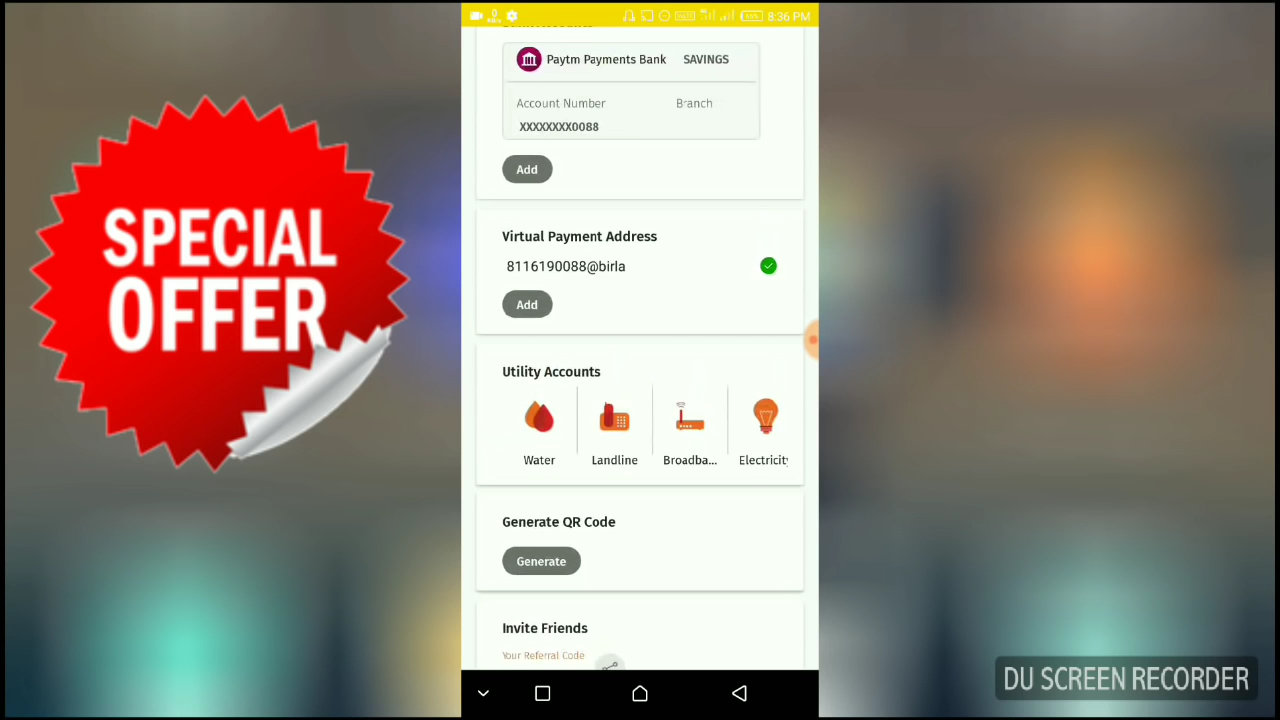 SPECIAL
OFFER
0
8:36 PM
Paytm Payments Bank SAVINGS
Account Number Branch
XXXXXXXX0088
Add
Virtual Payment Address
8116190088@birla
Add
Utility Accounts
Water Landline Broadba... Electricity
Generate QR Code
Generate
Invite Friends
Your Referral Code
DU SCREEN RECORDER